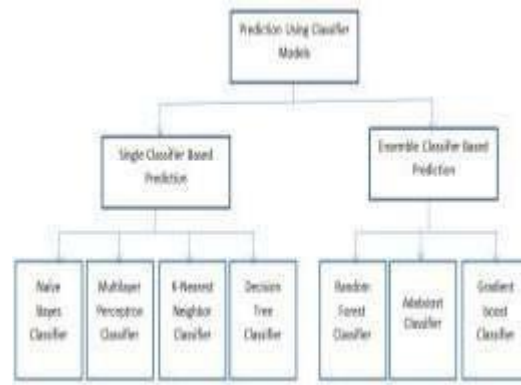 Prediction Using Classifier
Models
Single Classifier Based
Prediction
Ensemble Classifier Based
Prediction
Naïve
Bayes
Classifier
Multilayer
Perceptron
Classifier
K-Nearest
Neighbor
Classifier
Decision
Tree
Classifier
Random
Forest
Classifier
Adaboost
Classifier
Gradient
boost
Classifier